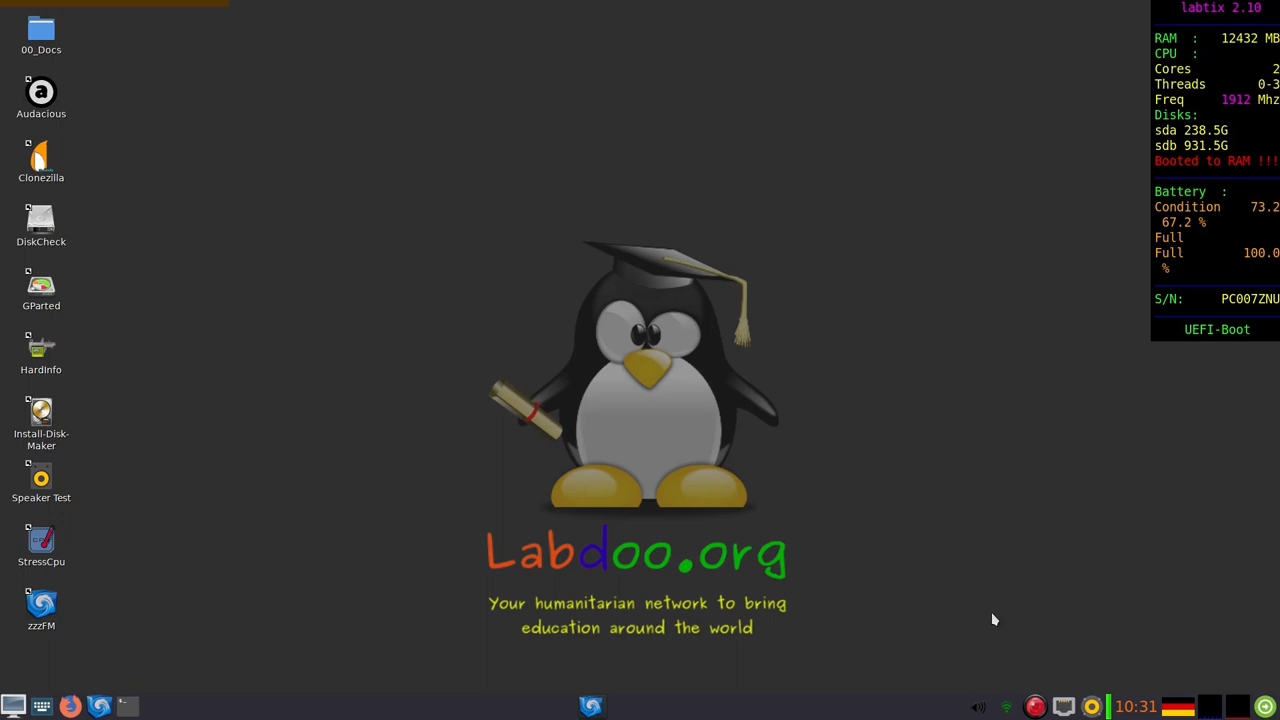 labtix 2.10
RAM : 12432 MB
CPU :
Cores 2
Threads 0-3
Freq 1912 Mhz
Disks:
sda 238.5G
sdb 931.5G
Booted to RAM !!!
Battery :
Condition 73.2
67.2 %
Full
Full 100.0
%
S/N: PC007ZNU
UEFI-Boot
00_Docs
Audacious
Clonezilla
DiskCheck
GParted
HardInfo
Install-Disk-
Maker
Speaker Test
StressCpu
zzzFM
Labdoo.org
Your humanitarian network to bring
education around the world
10:31